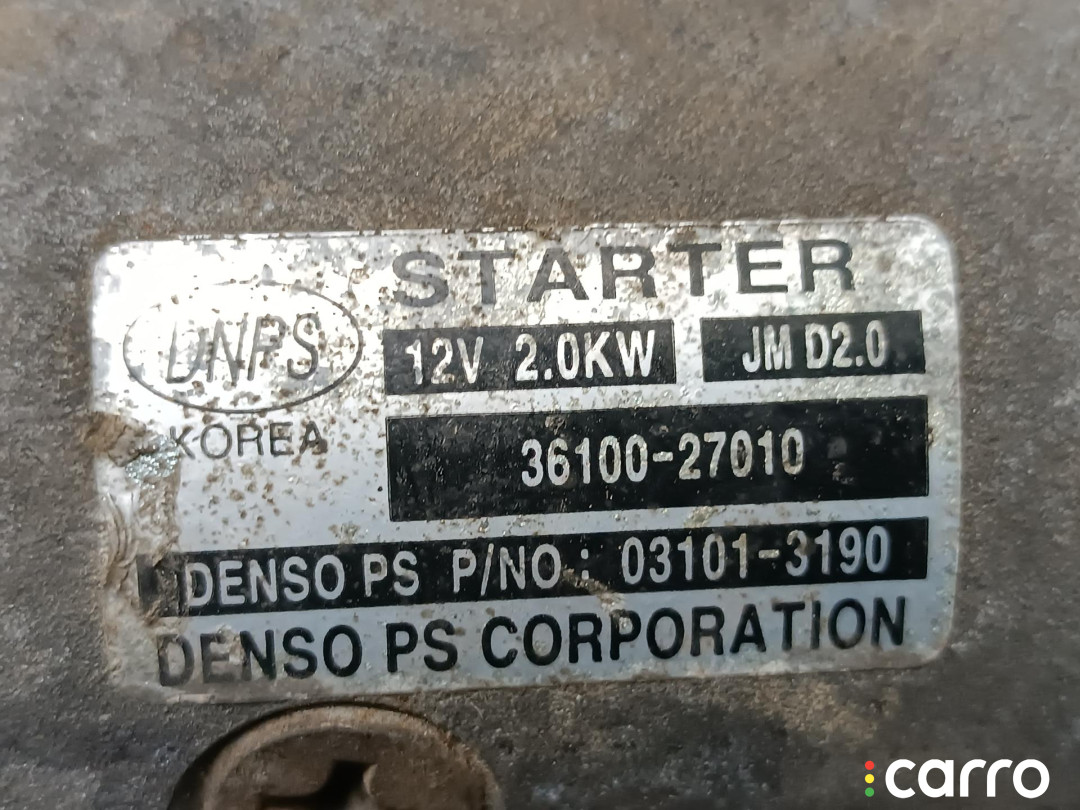 STARTER
DNPS
12V 2.0KW
JM D2.0
KOREA
36100-27010
DENSO PS P/NO : 03101-3190
DENSO PS CORPORATION
carro